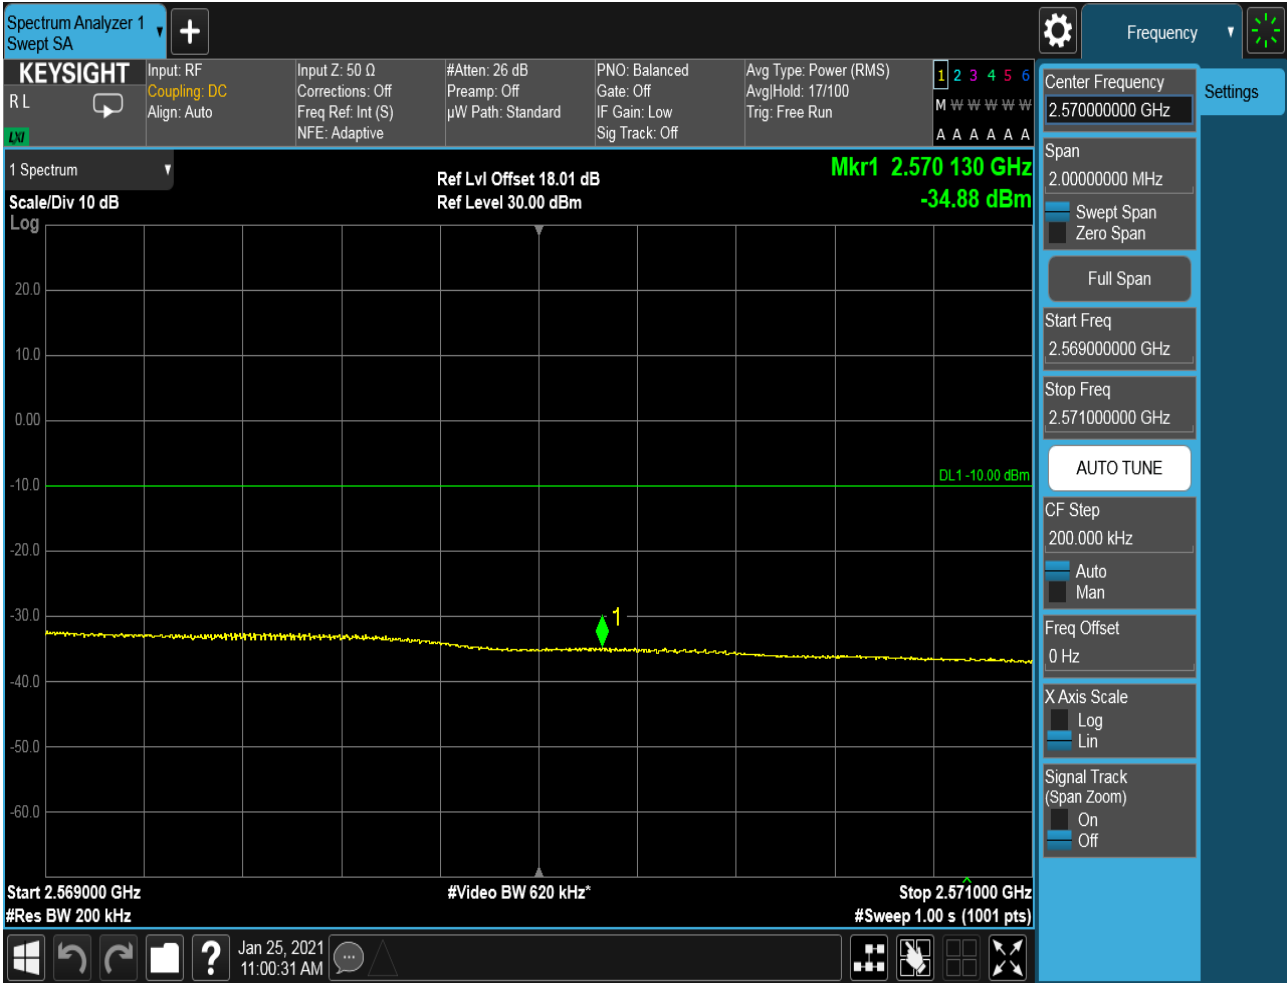 Spectrum Analyzer 1
Swept SA
Frequency
KEYSIGHT
R L
LXI
Input: RF
Coupling: DC
Align: Auto
Input Z: 50 Ω
Corrections: Off
Freq Ref: Int (S)
NFE: Adaptive
#Atten: 26 dB
Preamp: Off
µW Path: Standard
PNO: Balanced
Gate: Off
IF Gain: Low
Sig Track: Off
Avg Type: Power (RMS)
Avg|Hold: 17/100
Trig: Free Run
1 2 3 4 5 6
M W W W W W
A A A A A A
1 Spectrum
Scale/Div 10 dB
Log
Ref Lvl Offset 18.01 dB
Ref Level 30.00 dBm
Mkr1 2.570 130 GHz
-34.88 dBm
20.0
10.0
0.00
-10.0
-20.0
-30.0
-40.0
-50.0
-60.0
DL1 -10.00 dBm
1
Start 2.569000 GHz
#Res BW 200 kHz
#Video BW 620 kHz*
Stop 2.571000 GHz
#Sweep 1.00 s (1001 pts)
Jan 25, 2021
11:00:31 AM
?
Center Frequency
2.570000000 GHz
Settings
Span
2.00000000 MHz
Swept Span
Zero Span
Full Span
Start Freq
2.569000000 GHz
Stop Freq
2.571000000 GHz
AUTO TUNE
CF Step
200.000 kHz
Auto
Man
Freq Offset
0 Hz
X Axis Scale
Log
Lin
Signal Track
(Span Zoom)
On
Off